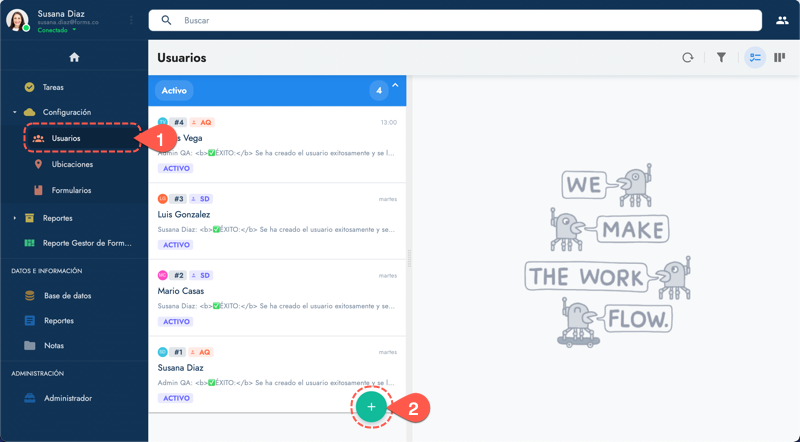 Susana Diaz
susana.diaz@forms.co
Conectado
Buscar
Tareas
Configuración
Usuarios
1
Ubicaciones
Formularios
Reportes
Reporte Gestor de Form...
DATOS E INFORMACIÓN
Base de datos
Reportes
Notas
ADMINISTRACIÓN
Administrador
Usuarios
Activo
4
#4
AQ
13:00
Vega
Admin QA: <b>✅ÉXITO:</b> Se ha creado el usuario exitosamente y se l...
ACTIVO
LG
#3
SD
martes
Luis Gonzalez
Susana Diaz: <b>✅ÉXITO:</b> Se ha creado el usuario exitosamente y se...
ACTIVO
MC
#2
SD
martes
Mario Casas
Susana Diaz: <b>✅ÉXITO:</b> Se ha creado el usuario exitosamente y se...
ACTIVO
SD
#1
AQ
martes
Susana Diaz
Admin QA: <b>✅ÉXITO:</b> Se ha creado el usuario exitosamente y se l...
ACTIVO
+
2
WE
MAKE
THE WORK
FLOW.